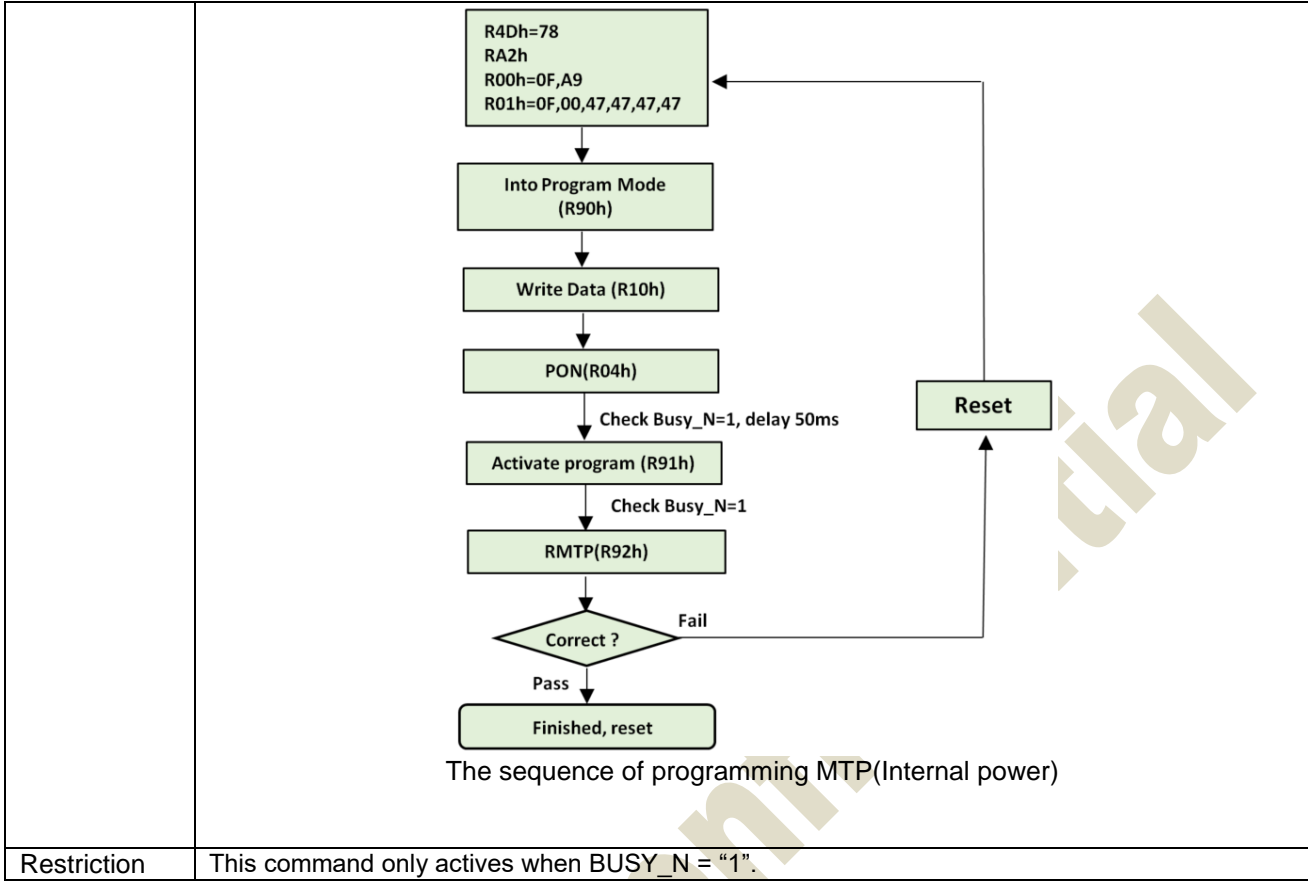 R4Dh=78
RA2h
R00h=0F,A9
R01h=0F,00,47,47,47,47
Into Program Mode
(R90h)
Write Data (R10h)
PON(R04h)
Check Busy_N=1, delay 50ms
Activate program (R91h)
Check Busy_N=1
RMTP(R92h)
Correct ?
Fail
Reset
Pass
Finished, reset
The sequence of programming MTP(Internal power)
Restriction
This command only actives when BUSY_N = “1”.